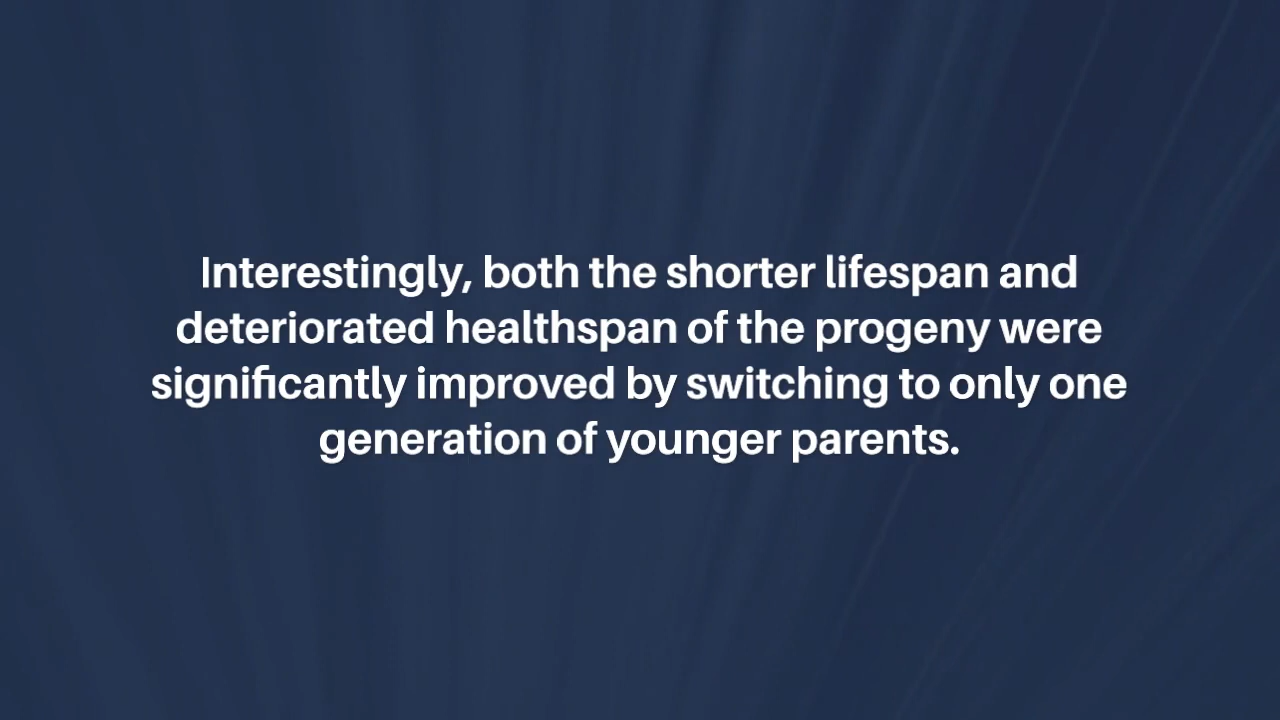 Interestingly, both the shorter lifespan and
deteriorated healthspan of the progeny were
significantly improved by switching to only one
generation of younger parents.